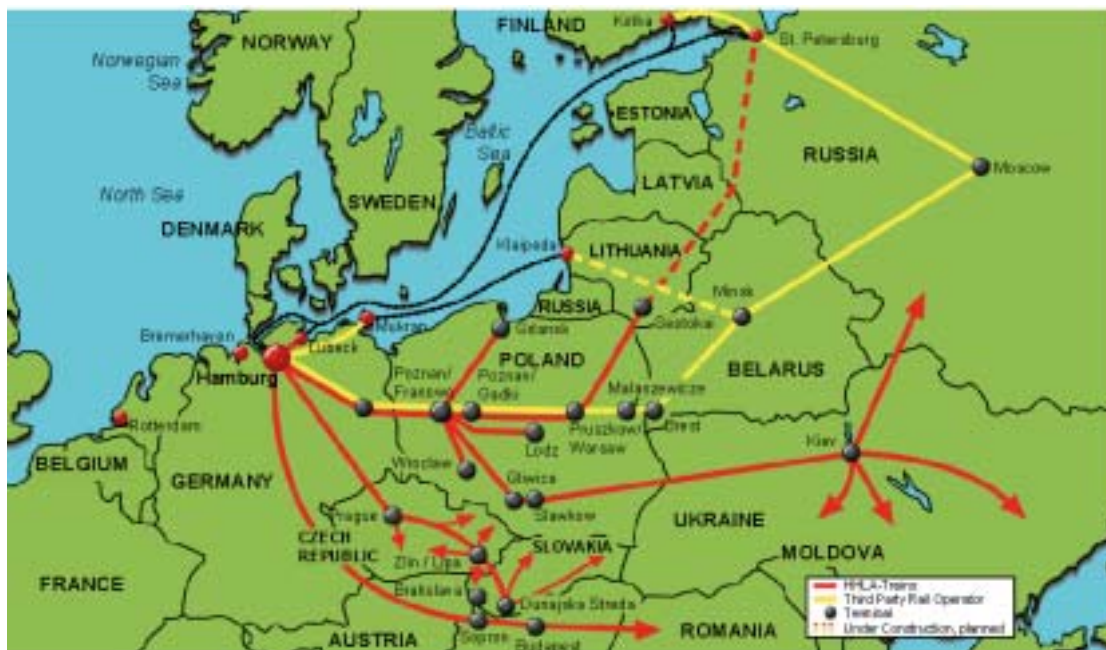 FINLAND
Kotka
NORWAY
St. Petersburg
Norwegian
Sea
ESTONIA
Baltic
Sea
RUSSIA
Moscow
LATVIA
North Sea
SWEDEN
DENMARK
Klaipeda
LITHUANIA
Minsk
RUSSIA
Sestokai
Bremerhaven
Mukran
Gdansk
Lübeck
POLAND
Hamburg
BELARUS
Poznan/
Franowo
Poznan/
Gadki
Malaszewicze
Brest
Rotterdam
Pruszkow/
Warsaw
Lodz
Kiev
BELGIUM
GERMANY
Wroclaw
Gliwice
Slawkow
UKRAINE
Prague
CZECH
REPUBLIC
SLOVAKIA
Zlin / Lipa
MOLDOVA
FRANCE
Bratislava
Dunajska Streda
HHLA-Trains
Third Party Rail Operator
Terminal
Under Construction, planned
AUSTRIA
Sopron
Budapest
ROMANIA